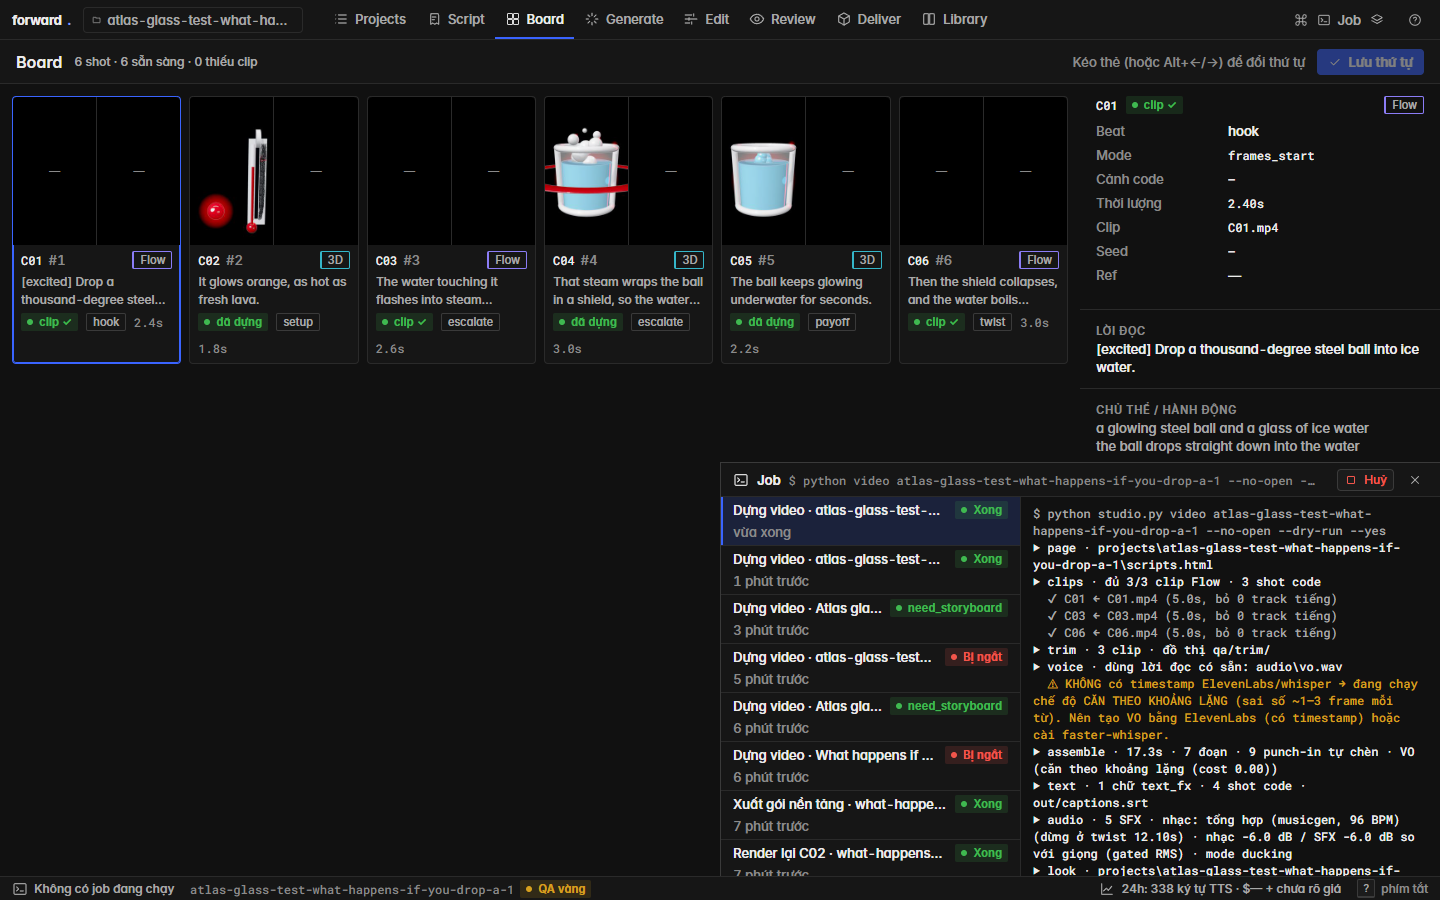 forward.
atlas-glass-test-what-ha...
Projects
Script
Board
Generate
Edit
Review
Deliver
Library
Job
Board
6 shot · 6 sẵn sàng · 0 thiếu clip
Kéo thẻ (hoặc Alt+←/→) để đổi thứ tự
Lưu thứ tự
C01 #1 Flow
[excited] Drop a
thousand-degree steel...
clip ✓ hook 2.4s
C02 #2 3D
It glows orange, as hot as
fresh lava.
đã dựng setup
1.8s
C03 #3 Flow
The water touching it
flashes into steam...
clip ✓ escalate
2.6s
C04 #4 3D
That steam wraps the ball
in a shield, so the water...
đã dựng escalate
3.0s
C05 #5 3D
The ball keeps glowing
underwater for seconds.
đã dựng payoff
2.2s
C06 #6 Flow
Then the shield collapses,
and the water boils...
clip ✓ twist 3.0s
C01 clip ✓ Flow
Beat hook
Mode frames_start
Cảnh code –
Thời lượng 2.40s
Clip C01.mp4
Seed –
Ref —
LỜI ĐỌC
[excited] Drop a thousand-degree steel ball into ice
water.
CHỦ THỂ / HÀNH ĐỘNG
a glowing steel ball and a glass of ice water
the ball drops straight down into the water
Job $ python video atlas-glass-test-what-happens-if-you-drop-a-1 --no-open -… Huỷ
Dựng video · atlas-glass-test-... Xong
vừa xong
Dựng video · atlas-glass-test-... Xong
1 phút trước
Dựng video · Atlas gla... need_storyboard
3 phút trước
Dựng video · atlas-glass-test... Bị ngắt
5 phút trước
Dựng video · Atlas gla... need_storyboard
6 phút trước
Dựng video · What happens if ... Bị ngắt
6 phút trước
Xuất gói nền tảng · what-happe... Xong
7 phút trước
Render lại C02 · what-happens... Xong
7 phút trước
$ python studio.py video atlas-glass-test-what-
happens-if-you-drop-a-1 --no-open --dry-run --yes
▶ page · projects\atlas-glass-test-what-happens-if-
you-drop-a-1\scripts.html
▶ clips · đủ 3/3 clip Flow · 3 shot code
✓ C01 ← C01.mp4 (5.0s, bỏ 0 track tiếng)
✓ C03 ← C03.mp4 (5.0s, bỏ 0 track tiếng)
✓ C06 ← C06.mp4 (5.0s, bỏ 0 track tiếng)
▶ trim · 3 clip · đồ thị qa/trim/
▶ voice · dùng lời đọc có sẵn: audio\vo.wav
⚠ KHÔNG có timestamp ElevenLabs/whisper → đang chạy
chế độ CĂN THEO KHOẢNG LẶNG (sai số ~1–3 frame mỗi
từ). Nên tạo VO bằng ElevenLabs (có timestamp) hoặc
cài faster-whisper.
▶ assemble · 17.3s · 7 đoạn · 9 punch-in tự chèn · VO
(căn theo khoảng lặng (cost 0.00))
▶ text · 1 chữ text_fx · 4 shot code ·
out/captions.srt
▶ audio · 5 SFX · nhạc: tổng hợp (musicgen, 96 BPM)
(dừng ở twist 12.10s) · nhạc -6.0 dB / SFX -6.0 dB so
với giọng (gated RMS) · mode ducking
▶ look · projects\atlas-glass-test-what-happens-if-
Không có job đang chạy
atlas-glass-test-what-happens-if-you-drop-a-1
QA vàng
24h: 338 ký tự TTS · $— + chưa rõ giá
? phím tắt